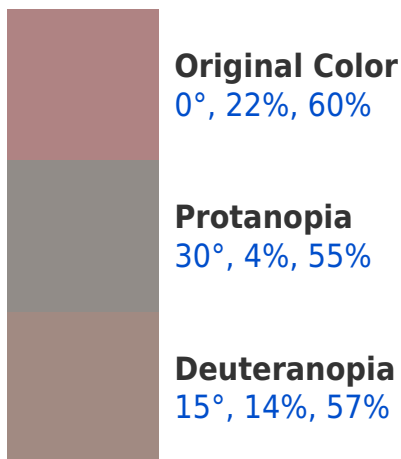 Original Color
0°, 22%, 60%
Protanopia
30°, 4%, 55%
Deuteranopia
15°, 14%, 57%